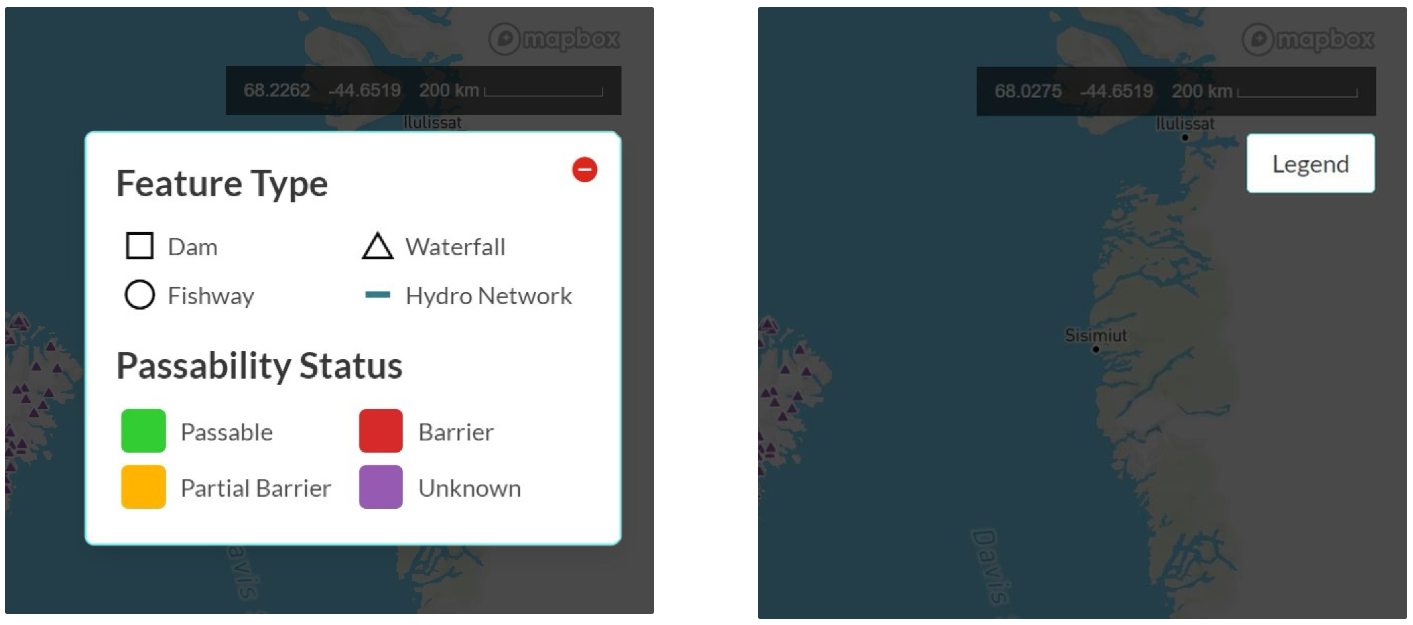 mapbox
68.2262 -44.6519 200 km
Ilulissat
Feature Type
Dam Waterfall
Fishway Hydro Network
Passability Status
Passable Barrier
Partial Barrier Unknown
mapbox
68.0275 -44.6519 200 km
Ilulissat
Legend
Sisimiut
Davis